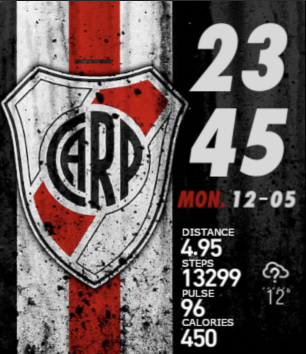 23
45
MON. 12-05
CARP
DISTANCE
4.95
STEPS
13299
PULSE
96
CALORIES
450
?
12°